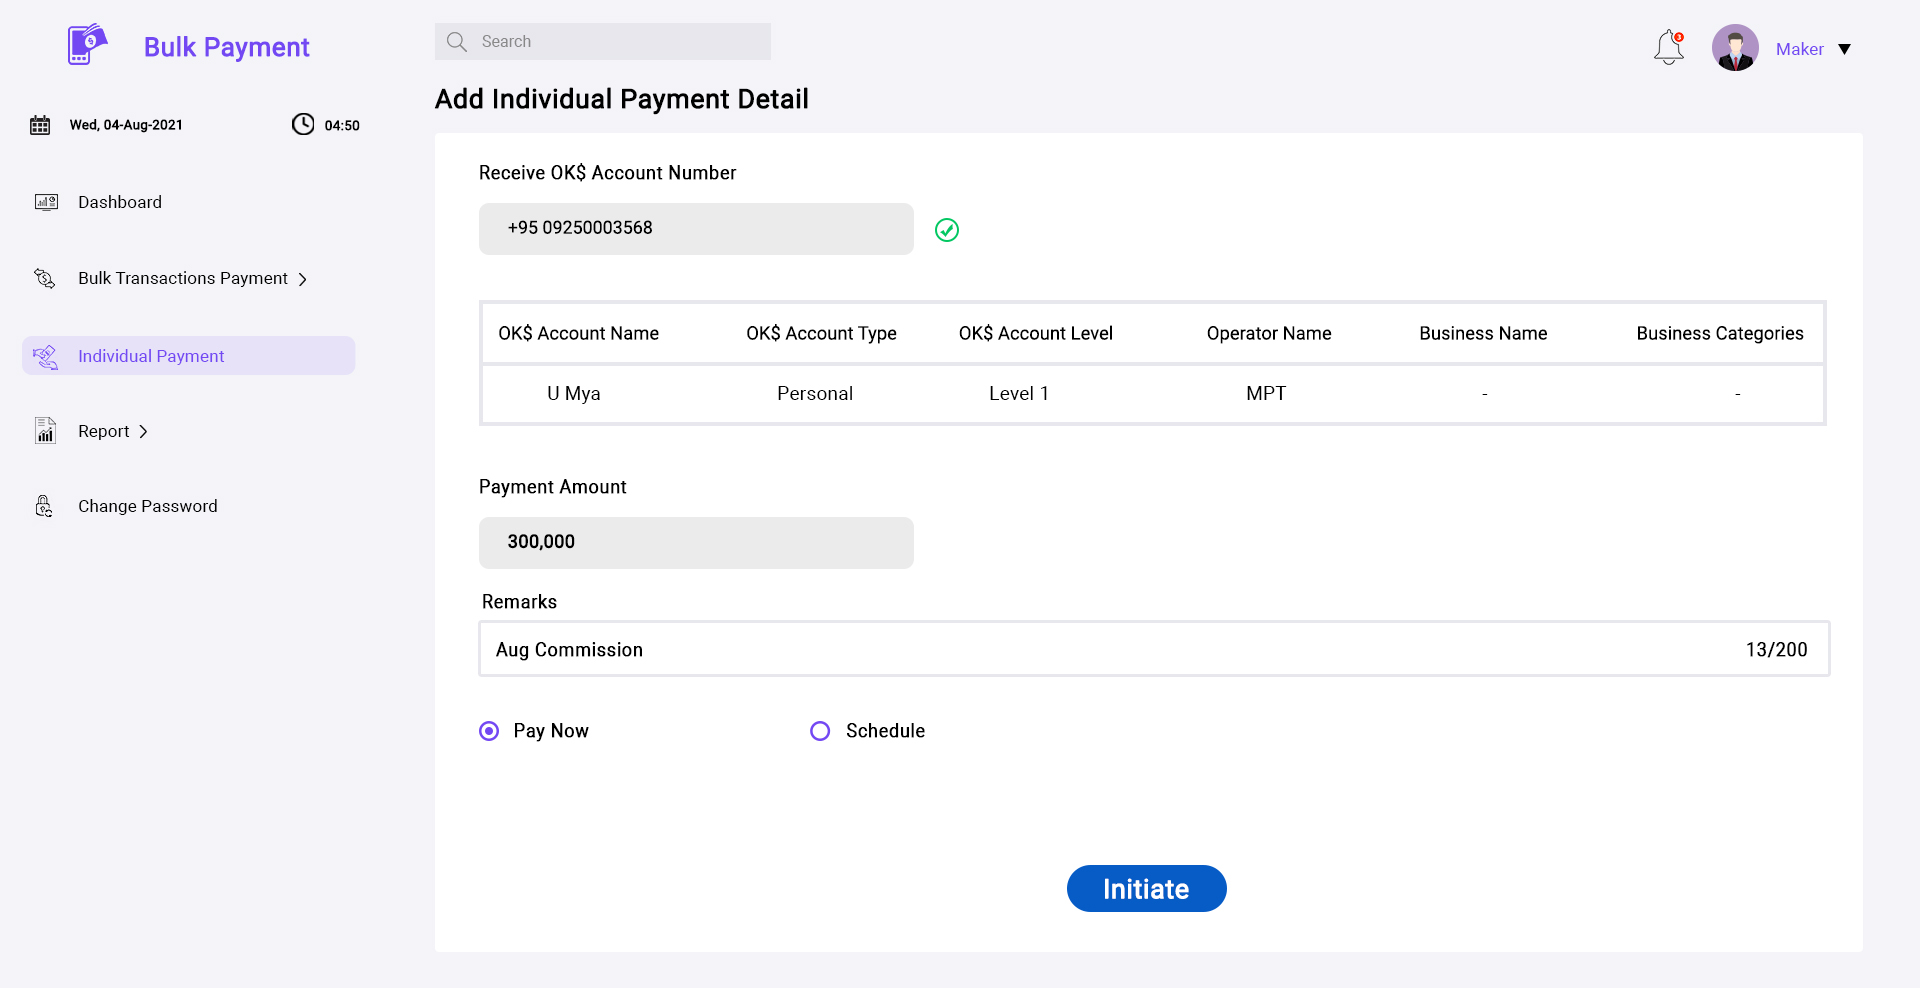 Bulk Payment
Search
3
Maker
Add Individual Payment Detail
Wed, 04-Aug-2021
04:50
Dashboard
Bulk Transactions Payment
Individual Payment
Report
Change Password
Receive OK$ Account Number
+95 09250003568
OK$ Account Name OK$ Account Type OK$ Account Level Operator Name Business Name Business Categories
U Mya Personal Level 1 MPT - -
Payment Amount
300,000
Remarks
Aug Commission 13/200
Pay Now Schedule
Initiate